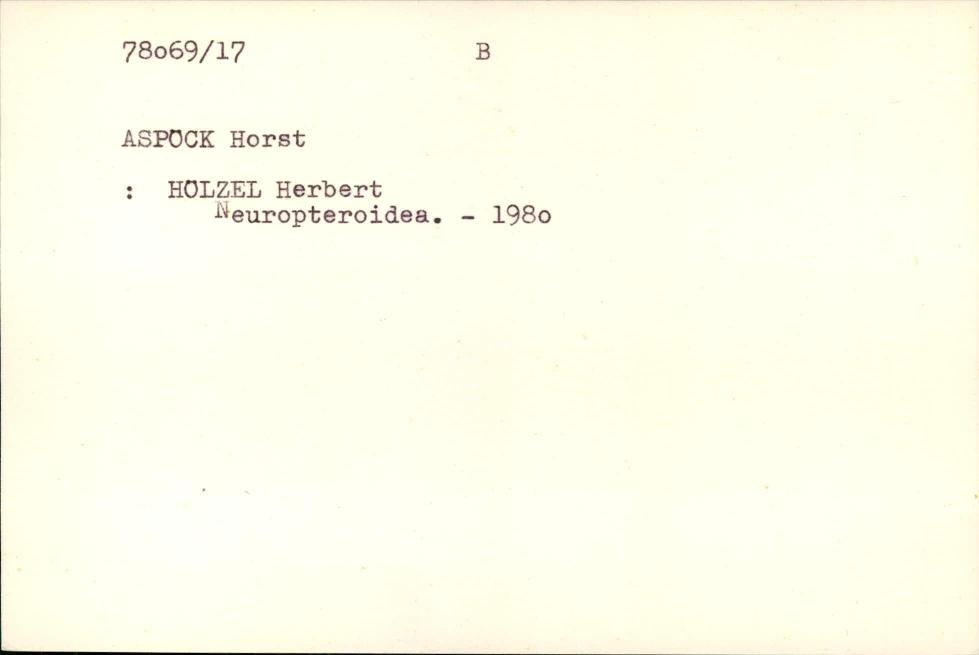 78o69/17 B
ASPÖCK Horst
: HÖLZEL Herbert
Neuropteroidea. - 198o